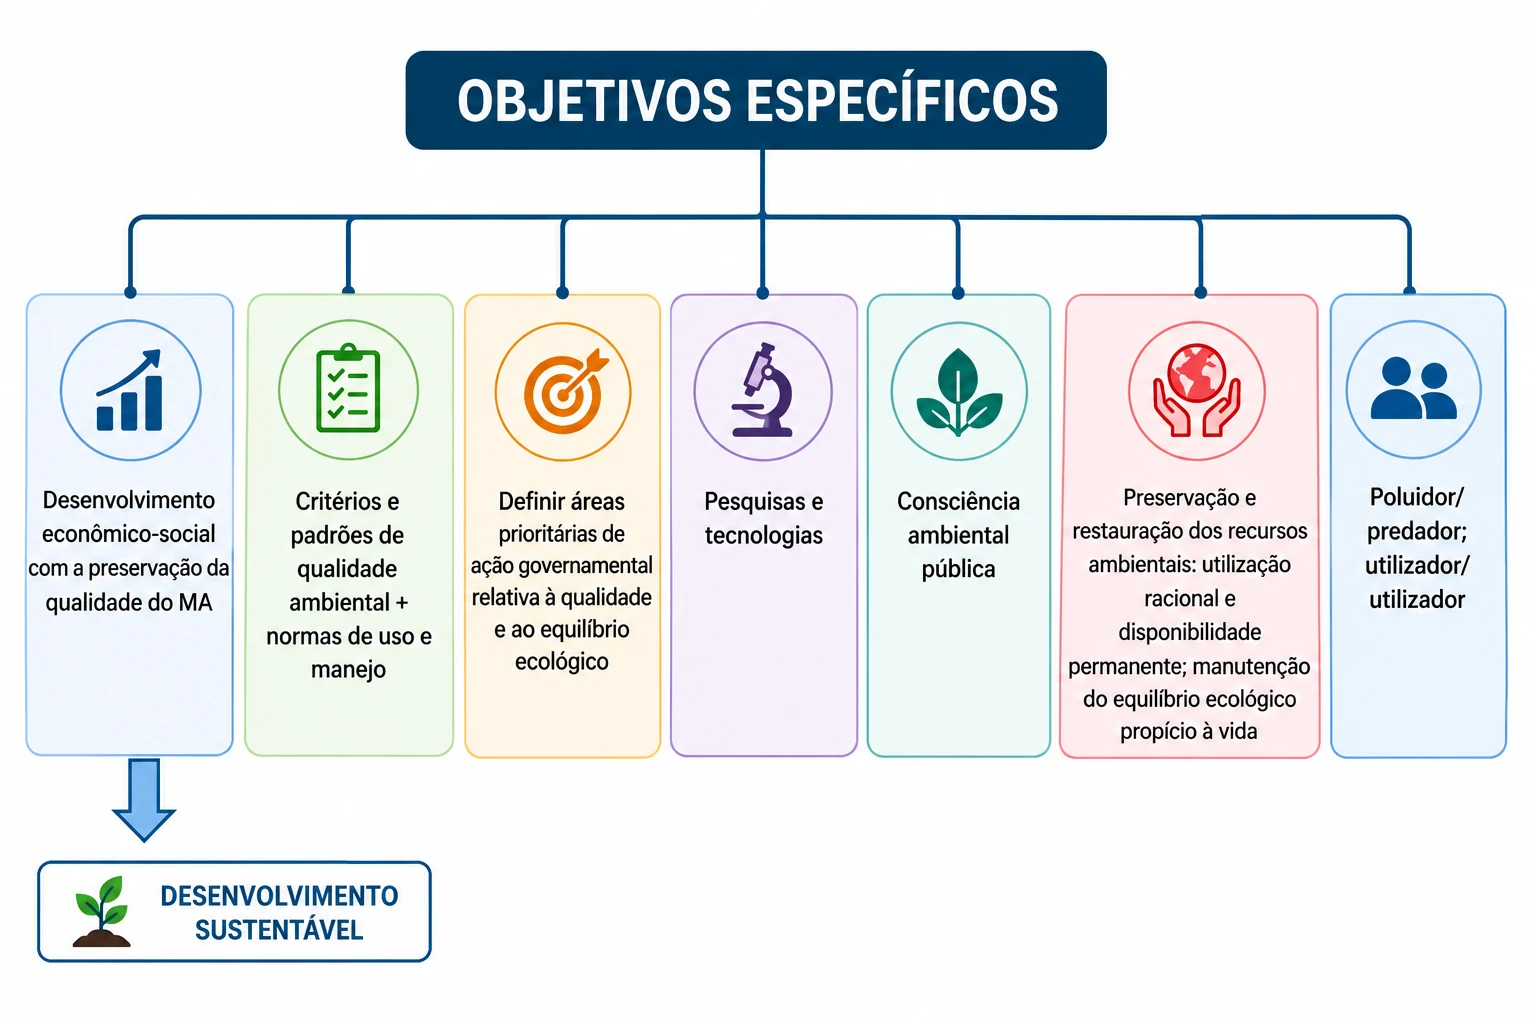 OBJETIVOS ESPECÍFICOS
Desenvolvimento
econômico-social
com a preservação da
qualidade do MA
Critérios e
padrões de
qualidade
ambiental +
normas de uso e
manejo
Definir áreas
prioritárias de
ação governamental
relativa à qualidade
e ao equilíbrio
ecológico
Pesquisas e
tecnologias
Consciência
ambiental
pública
Preservação e
restauração dos recursos
ambientais: utilização
racional e
disponibilidade
permanente; manutenção
do equilíbrio ecológico
propício à vida
Poluidor/
predador;
utilizador/
utilizador
DESENVOLVIMENTO
SUSTENTÁVEL